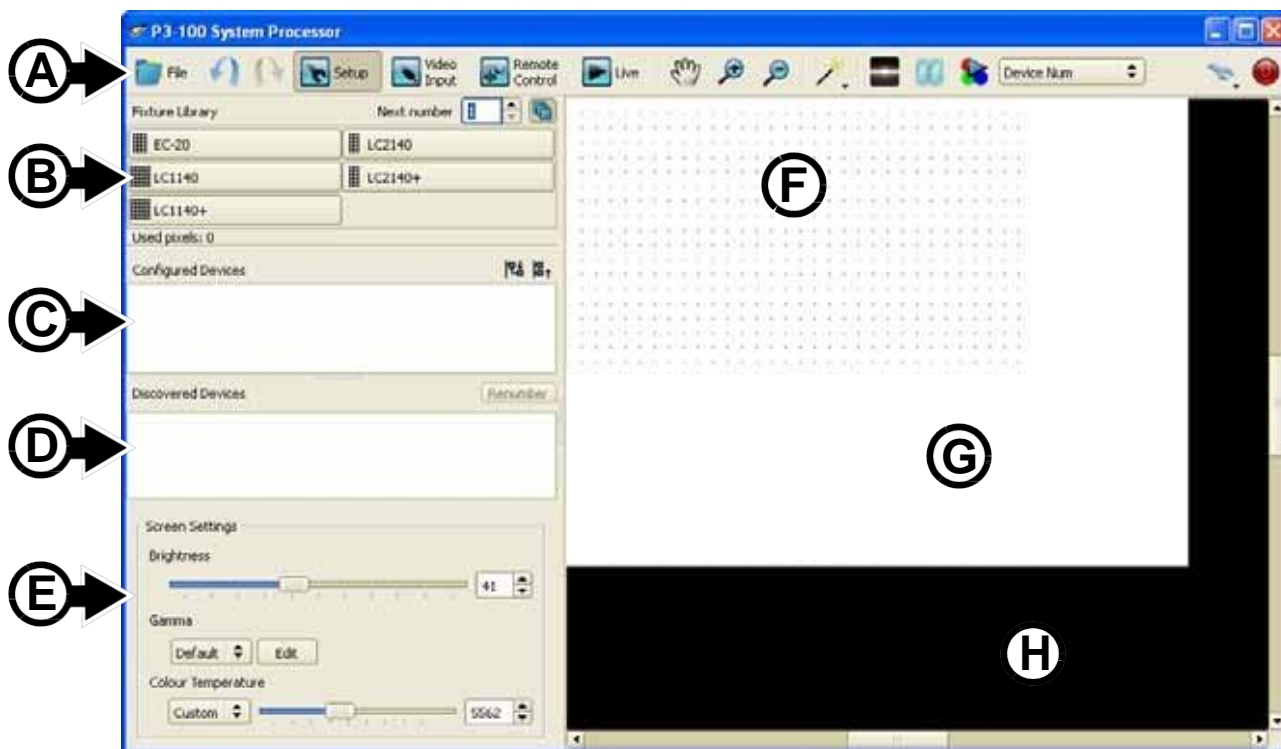 P3-100 System Processor
A
File
Setup
Video
Input
Remote
Control
Live
Device Num
Fixture Library
Next number
1
EC-20
LC2140
B
LC1140
LC2140+
F
LC1140+
Used pixels: 0
Configured Devices
C
Discovered Devices
Renumber
D
G
Screen Settings
Brightness
41
E
Gamma
Default
Edit
H
Colour Temperature
Custom
5562